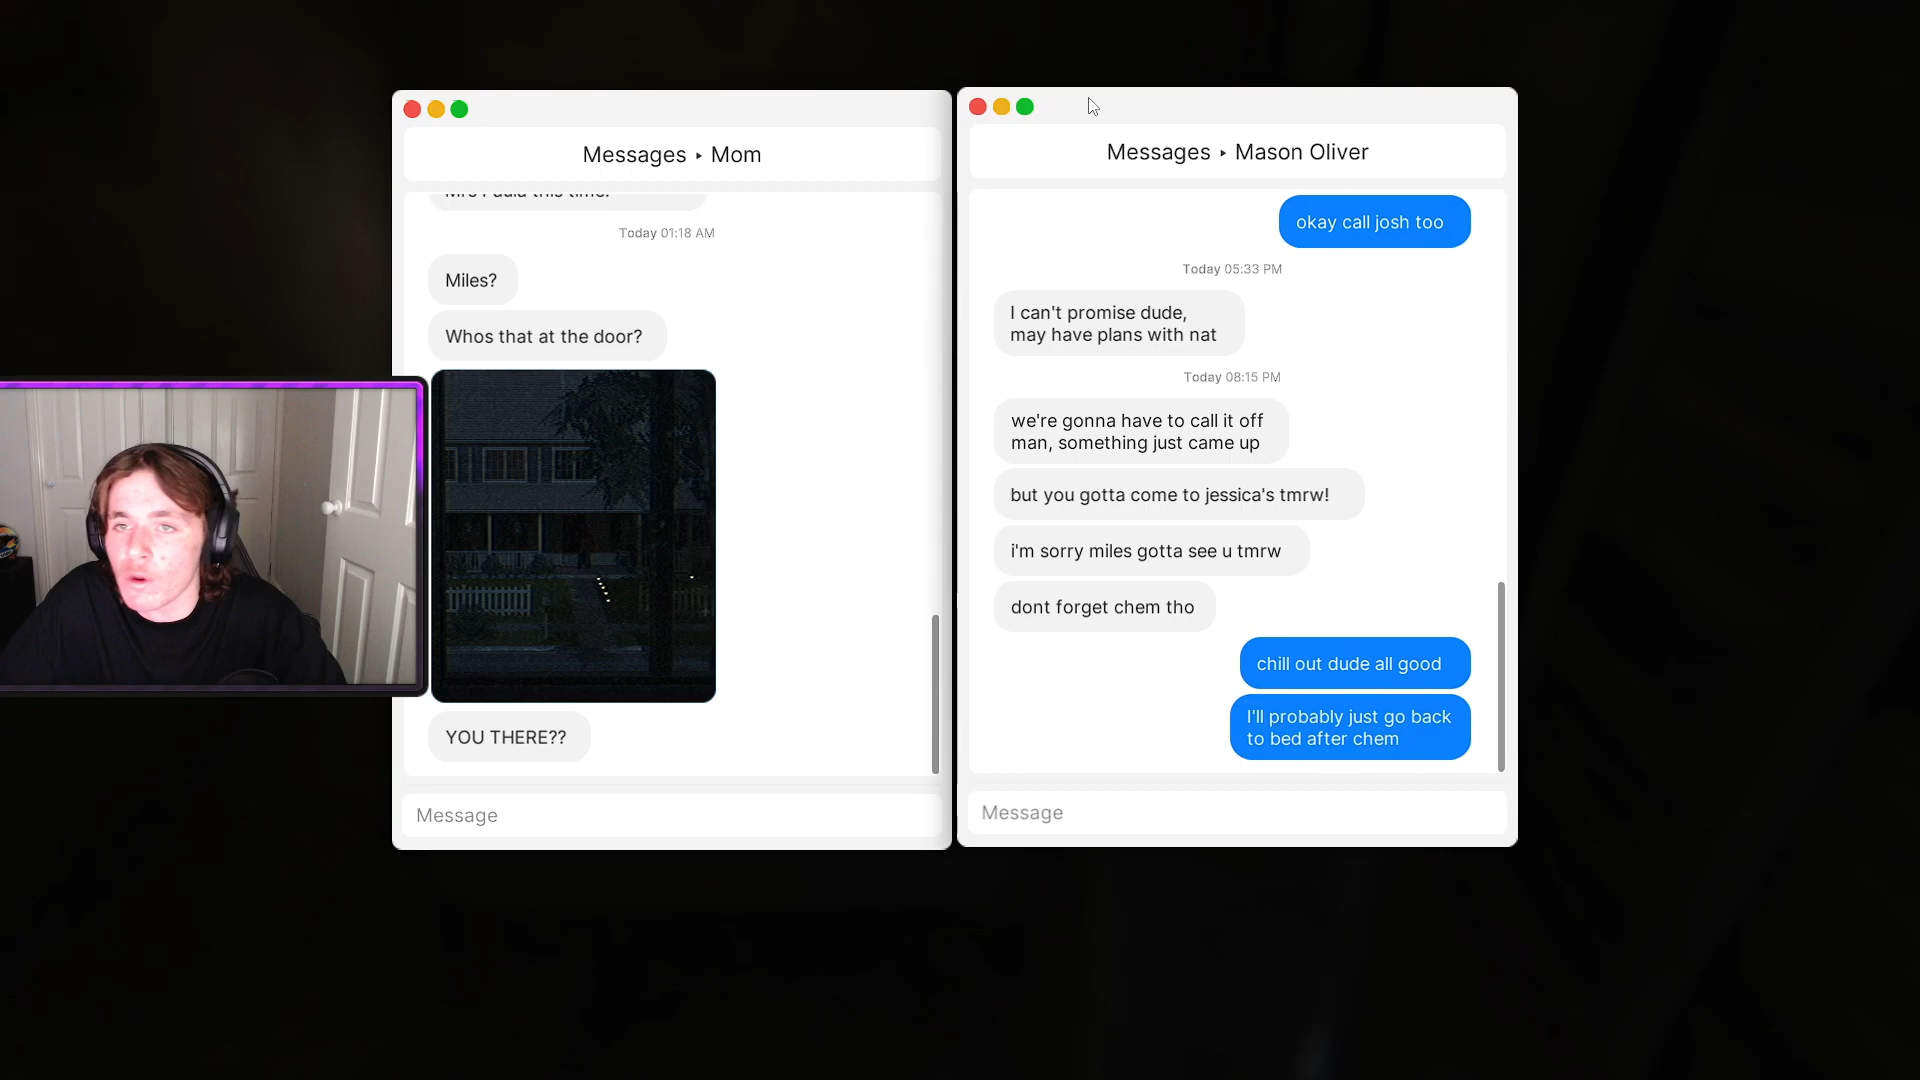 Messages ▸ Mom
this time!
Today 01:18 AM
Miles?
Whos that at the door?
YOU THERE??
Message
Messages ▸ Mason Oliver
okay call josh too
Today 05:33 PM
I can't promise dude,
may have plans with nat
Today 08:15 PM
we're gonna have to call it off
man, something just came up
but you gotta come to jessica's tmrw!
i'm sorry miles gotta see u tmrw
dont forget chem tho
chill out dude all good
I'll probably just go back
to bed after chem
Message